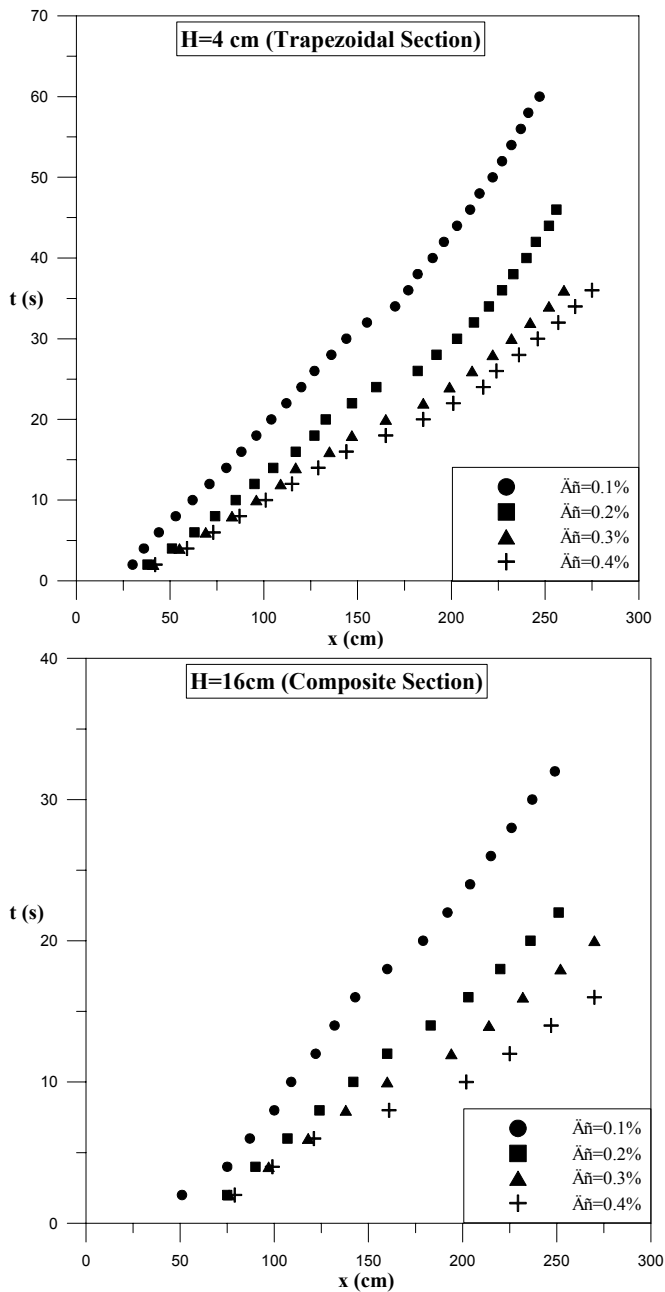 70
H=4 cm (Trapezoidal Section)
60
50
40
t (s)
30
20
10
0
Äñ=0.1%
Äñ=0.2%
Äñ=0.3%
Äñ=0.4%
0 50 100 150 200 250 300
x (cm)
40
H=16cm (Composite Section)
30
t (s)
20
10
0
Äñ=0.1%
Äñ=0.2%
Äñ=0.3%
Äñ=0.4%
0 50 100 150 200 250 300
x (cm)